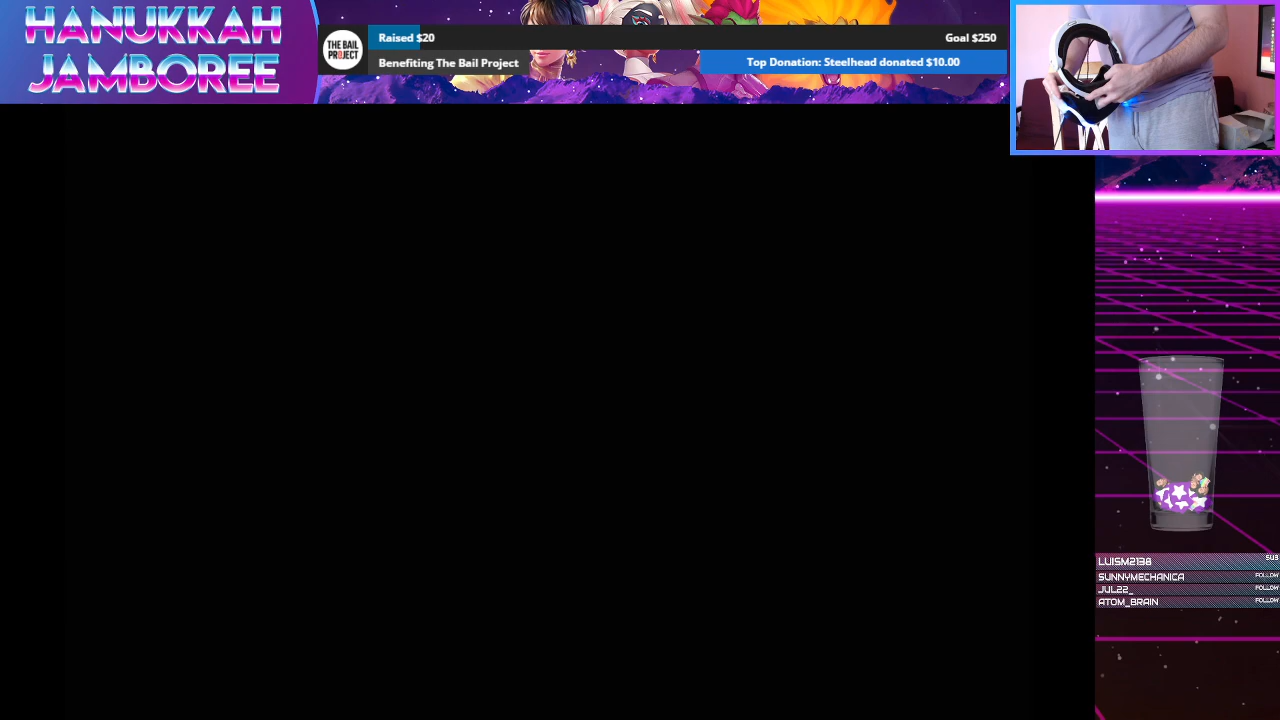 HANUKKAH
JAMBOREE
THE BAIL
PROJECT
Raised $20
Goal $250
Benefiting The Bail Project
Top Donation: Steelhead donated $10.00
LUISM2138 SUB
SUNNYMECHANICA FOLLOW
JUL22_ FOLLOW
ATOM_BRAIN FOLLOW